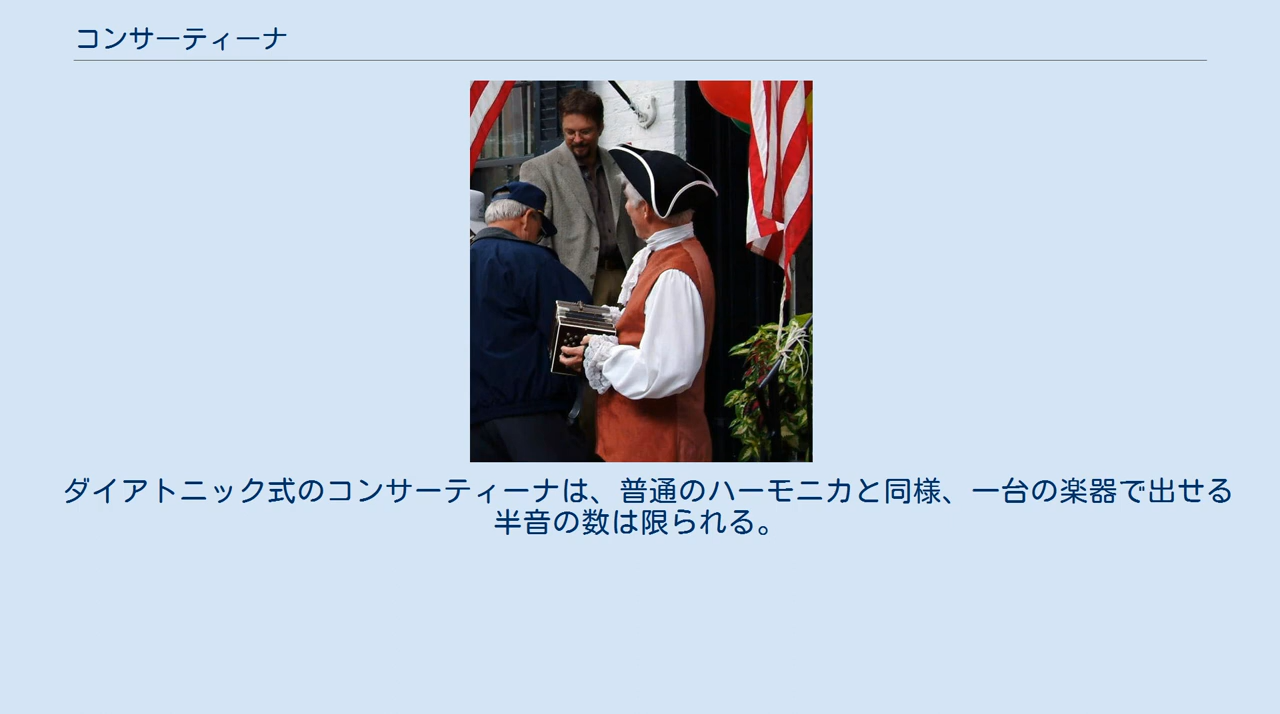 コンサーティーナ
ダイアトニック式のコンサーティーナは、普通のハーモニカと同様、一台の楽器で出せる
半音の数は限られる。